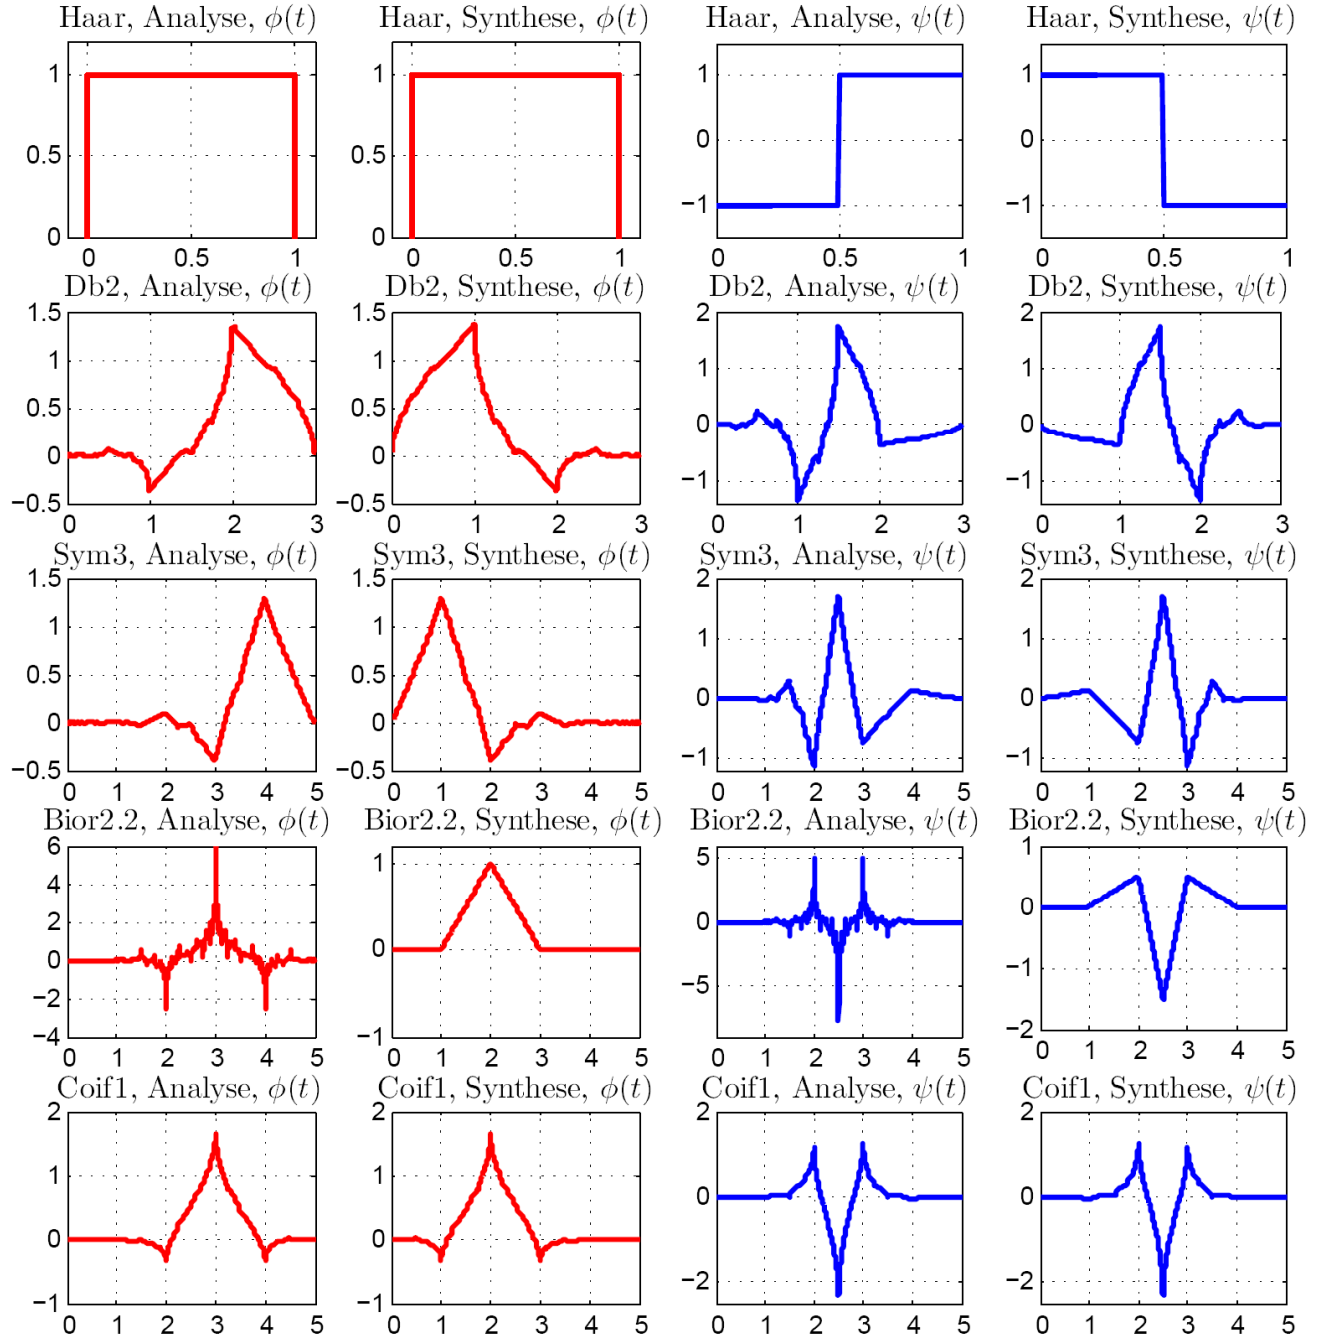 Haar, Analyse, ϕ(t) Haar, Synthese, ϕ(t) Haar, Analyse, ψ(t) Haar, Synthese, ψ(t)
1 1 1 1
0.5 0.5 0 0
0 0 −1 −1
0 0.5 1 0 0.5 1 0 0.5 1 0 0.5 1
Db2, Analyse, ϕ(t) Db2, Synthese, ϕ(t) Db2, Analyse, ψ(t) Db2, Synthese, ψ(t)
1.5 1.5 2 2
1 1 1 1
0.5 0.5 0 0
0 0 −1 −1
−0.5 −0.5
0 1 2 3 0 1 2 3 0 1 2 3 0 1 2 3
Sym3, Analyse, ϕ(t) Sym3, Synthese, ϕ(t) Sym3, Analyse, ψ(t) Sym3, Synthese, ψ(t)
1.5 1.5 2 2
1 1 1 1
0.5 0.5 0 0
0 0 −1 −1
−0.5 −0.5
0 1 2 3 4 5 0 1 2 3 4 5 0 1 2 3 4 5 0 1 2 3 4 5
Bior2.2, Analyse, ϕ(t) Bior2.2, Synthese, ϕ(t) Bior2.2, Analyse, ψ(t) Bior2.2, Synthese, ψ(t)
6 1 5 1
4 0 0 0
2 −1 −5 −1
0 −2
−2
−4
0 1 2 3 4 5 0 1 2 3 4 5 0 1 2 3 4 5 0 1 2 3 4 5
Coif1, Analyse, ϕ(t) Coif1, Synthese, ϕ(t) Coif1, Analyse, ψ(t) Coif1, Synthese, ψ(t)
2 2 2 2
1 1 0 0
0 0 −2 −2
−1 −1
0 1 2 3 4 5 0 1 2 3 4 5 0 1 2 3 4 5 0 1 2 3 4 5